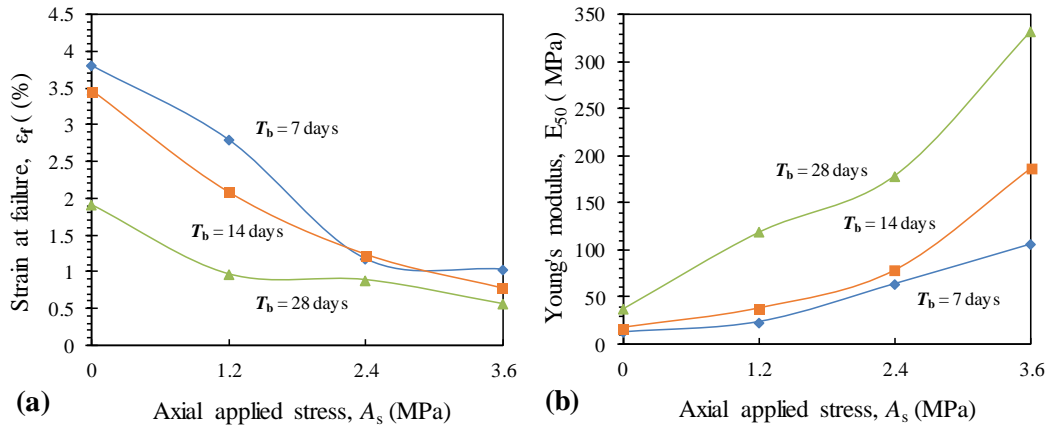 4.5
4
3.5
3
2.5
2
1.5
1
0.5
0
Strain at failure, εf ( (%)
Tb = 7 days
Tb = 14 days
Tb = 28 days
0 1.2 2.4 3.6
(a) Axial applied stress, As (MPa)
350
300
250
200
150
100
50
0
Young's modulus, E50 ( MPa)
Tb = 28 days
Tb = 14 days
Tb = 7 days
0 1.2 2.4 3.6
(b) Axial applied stress, As (MPa)